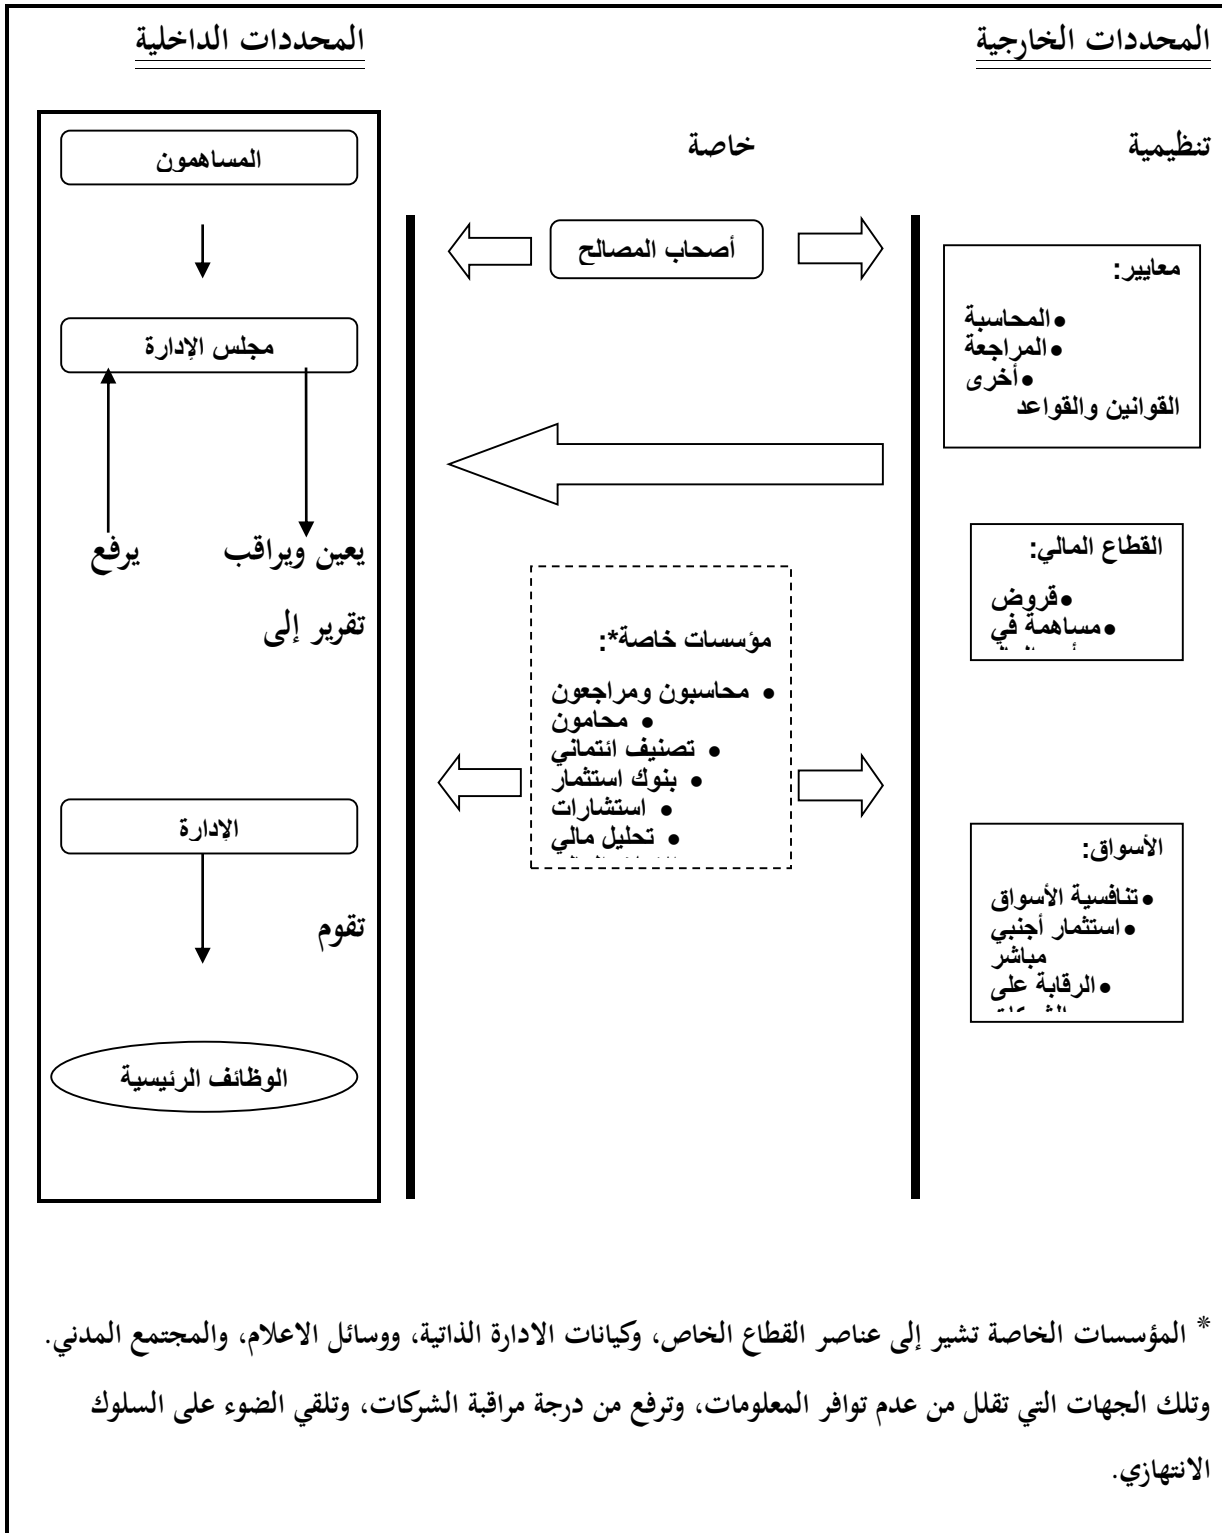 المحددات الخارجية
المحددات الداخلية
تنظيمية
خاصة
معايير:
•المحاسبة
•المراجعة
•أخرى
القوانين والقواعد
القطاع المالي:
•قروض
•مساهمة في
الأسواق:
•تنافسية الأسواق
•استثمار أجنبي
مباشر
•الرقابة على
أصحاب المصالح
مؤسسات خاصة*:
• محاسبون ومراجعون
• محامون
• تصنيف ائتماني
• بنوك استثمار
• استشارات
• تحليل مالي
المساهمون
مجلس الإدارة
يعين ويراقب يرفع
تقرير إلى
الإدارة
تقوم
الوظائف الرئيسية
* المؤسسات الخاصة تشير إلى عناصر القطاع الخاص، وكيانات الادارة الذاتية، ووسائل الاعلام، والمجتمع المدني.
وتلك الجهات التي تقلل من عدم توافر المعلومات، وترفع من درجة مراقبة الشركات، وتلقي الضوء على السلوك
الانتهازي.